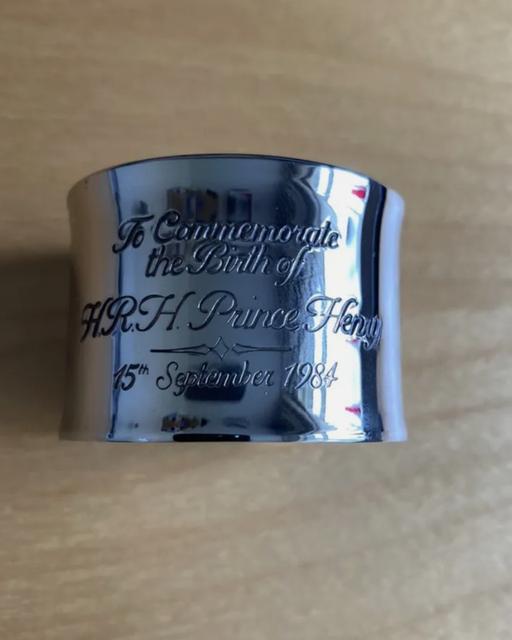 To Commemorate
the Birth of
H.R.H. Prince Henry
15th September 1984